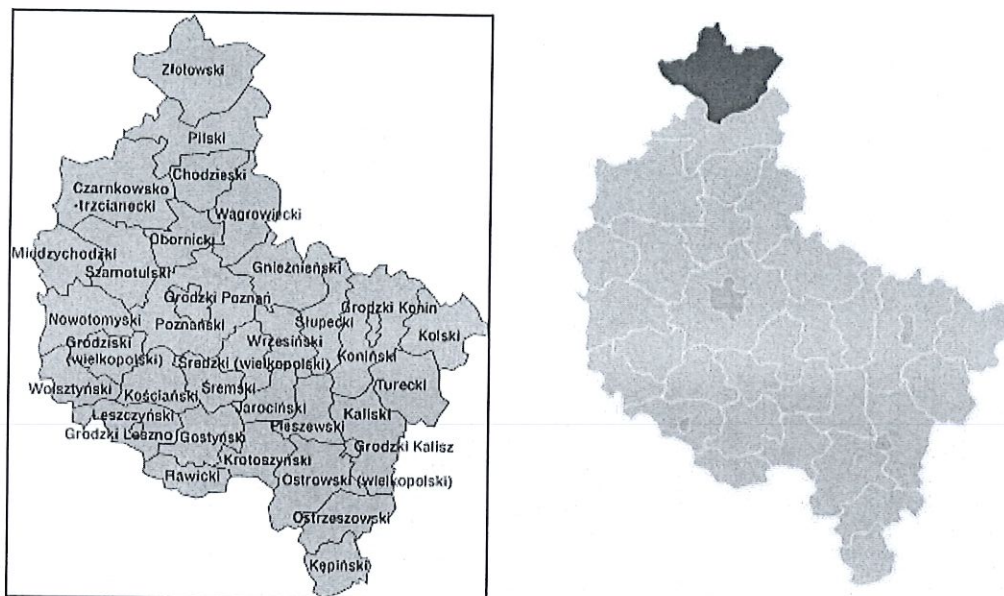 Złotowski
Pilski
Chodzieski
Czarnkowsko
-trzcianecki
Wągrowiecki
Obornicki
Międzychodzki
Szamotulski
Gnieźnieński
Grodzki Poznań
Grodzki Konin
Nowotomyski
Poznański
Słupecki
Kolski
Grodziski
Wrzesiński
(wielkopolski)
Średzki (wielkopolski)
Koniński
Wolsztyński
Kościański
Śremski
Turecki
Leszczyński
Jarociński
Kaliski
Grodzki Leszno
Gostyński
Pleszewski
Grodzki Kalisz
Krotoszyński
Rawicki
Ostrowski (wielkopolski)
Ostrzeszowski
Kępiński